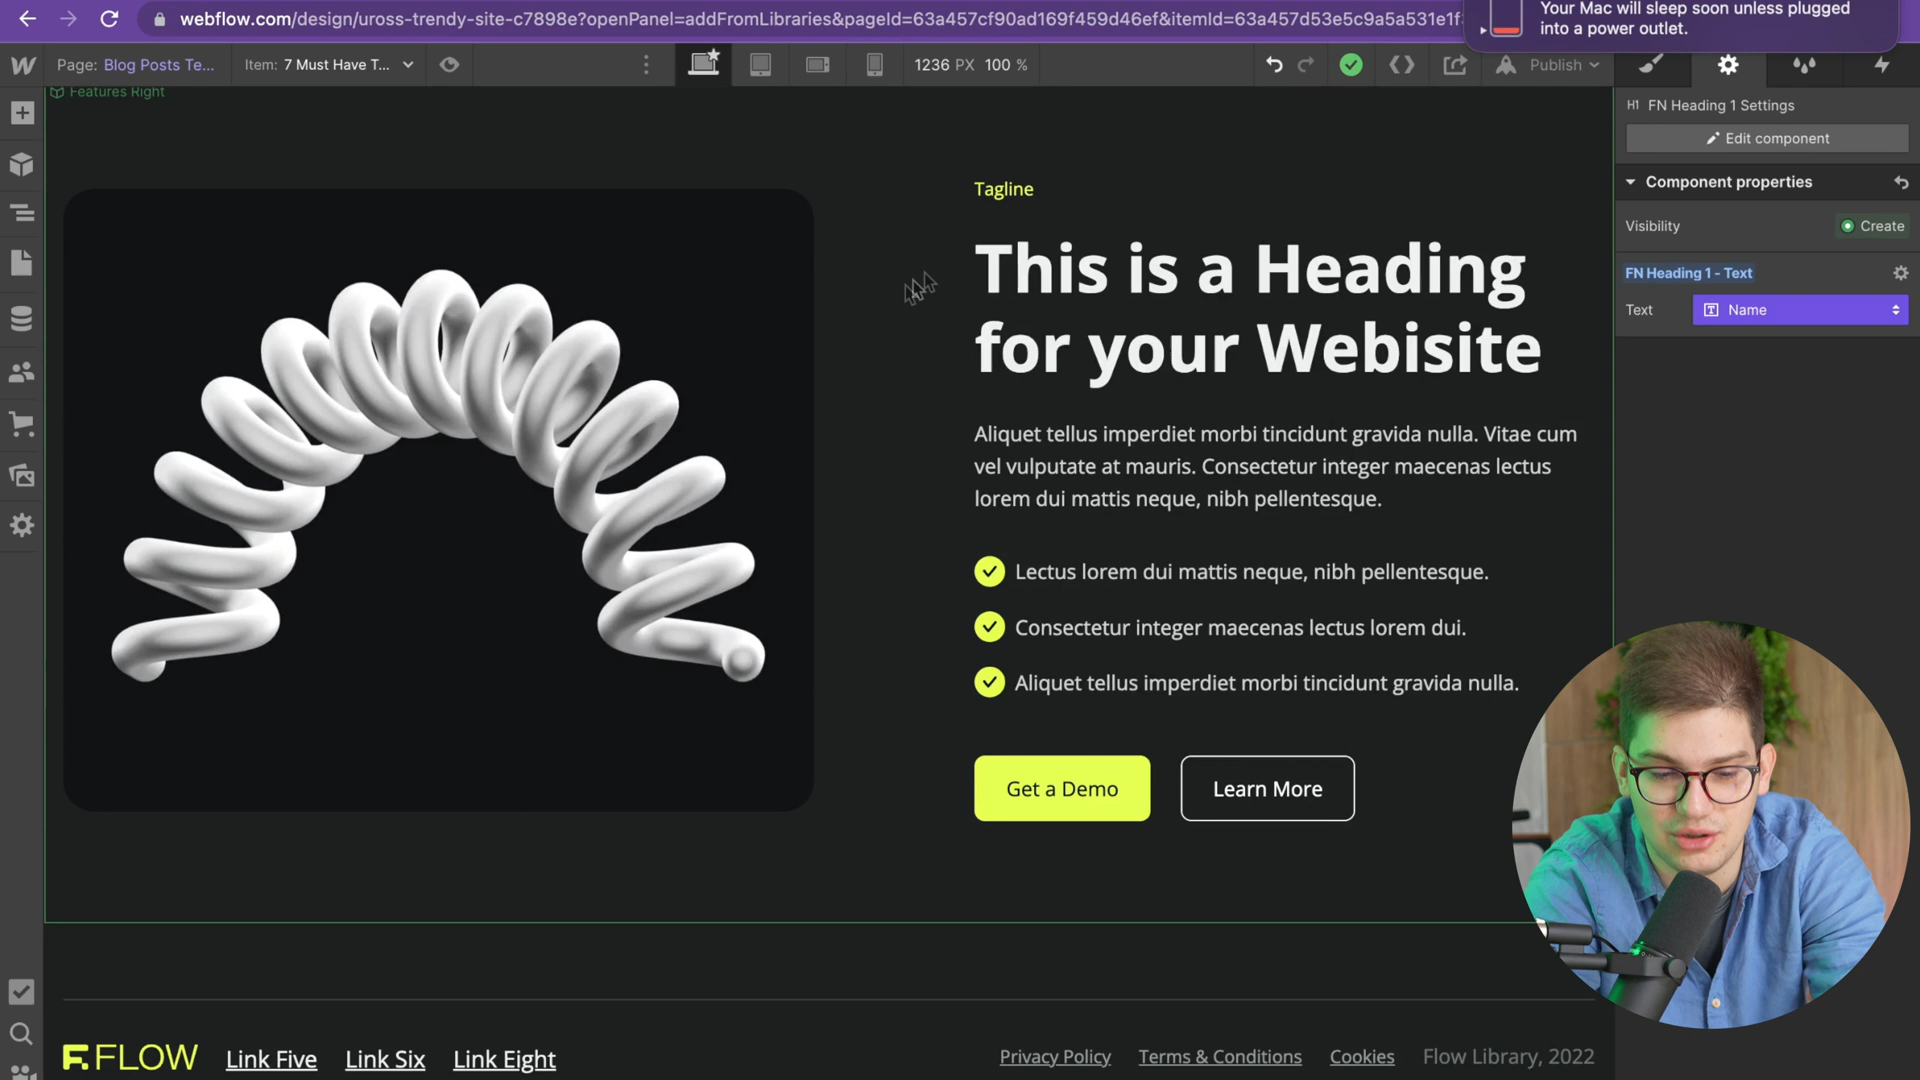 webflow.com/design/uross-trendy-site-c7898e?openPanel=addFromLibraries&pageId=63a457cf90ad169f459d46ef&itemId=63a457d53e5c9a5a531e1f
Your Mac will sleep soon unless plugged
into a power outlet.
Page: Blog Posts Te...
Item: 7 Must Have T...
1236 PX 100 %
Publish
Features Right
H1 FN Heading 1 Settings
Edit component
Component properties
Visibility
Create
FN Heading 1 - Text
Text
Name
Tagline
This is a Heading
for your Webisite
Aliquet tellus imperdiet morbi tincidunt gravida nulla. Vitae cum
vel vulputate at mauris. Consectetur integer maecenas lectus
lorem dui mattis neque, nibh pellentesque.
Lectus lorem dui mattis neque, nibh pellentesque.
Consectetur integer maecenas lectus lorem dui.
Aliquet tellus imperdiet morbi tincidunt gravida nulla.
Get a Demo
Learn More
FLOW
Link Five
Link Six
Link Eight
Privacy Policy
Terms & Conditions
Cookies
Flow Library, 2022